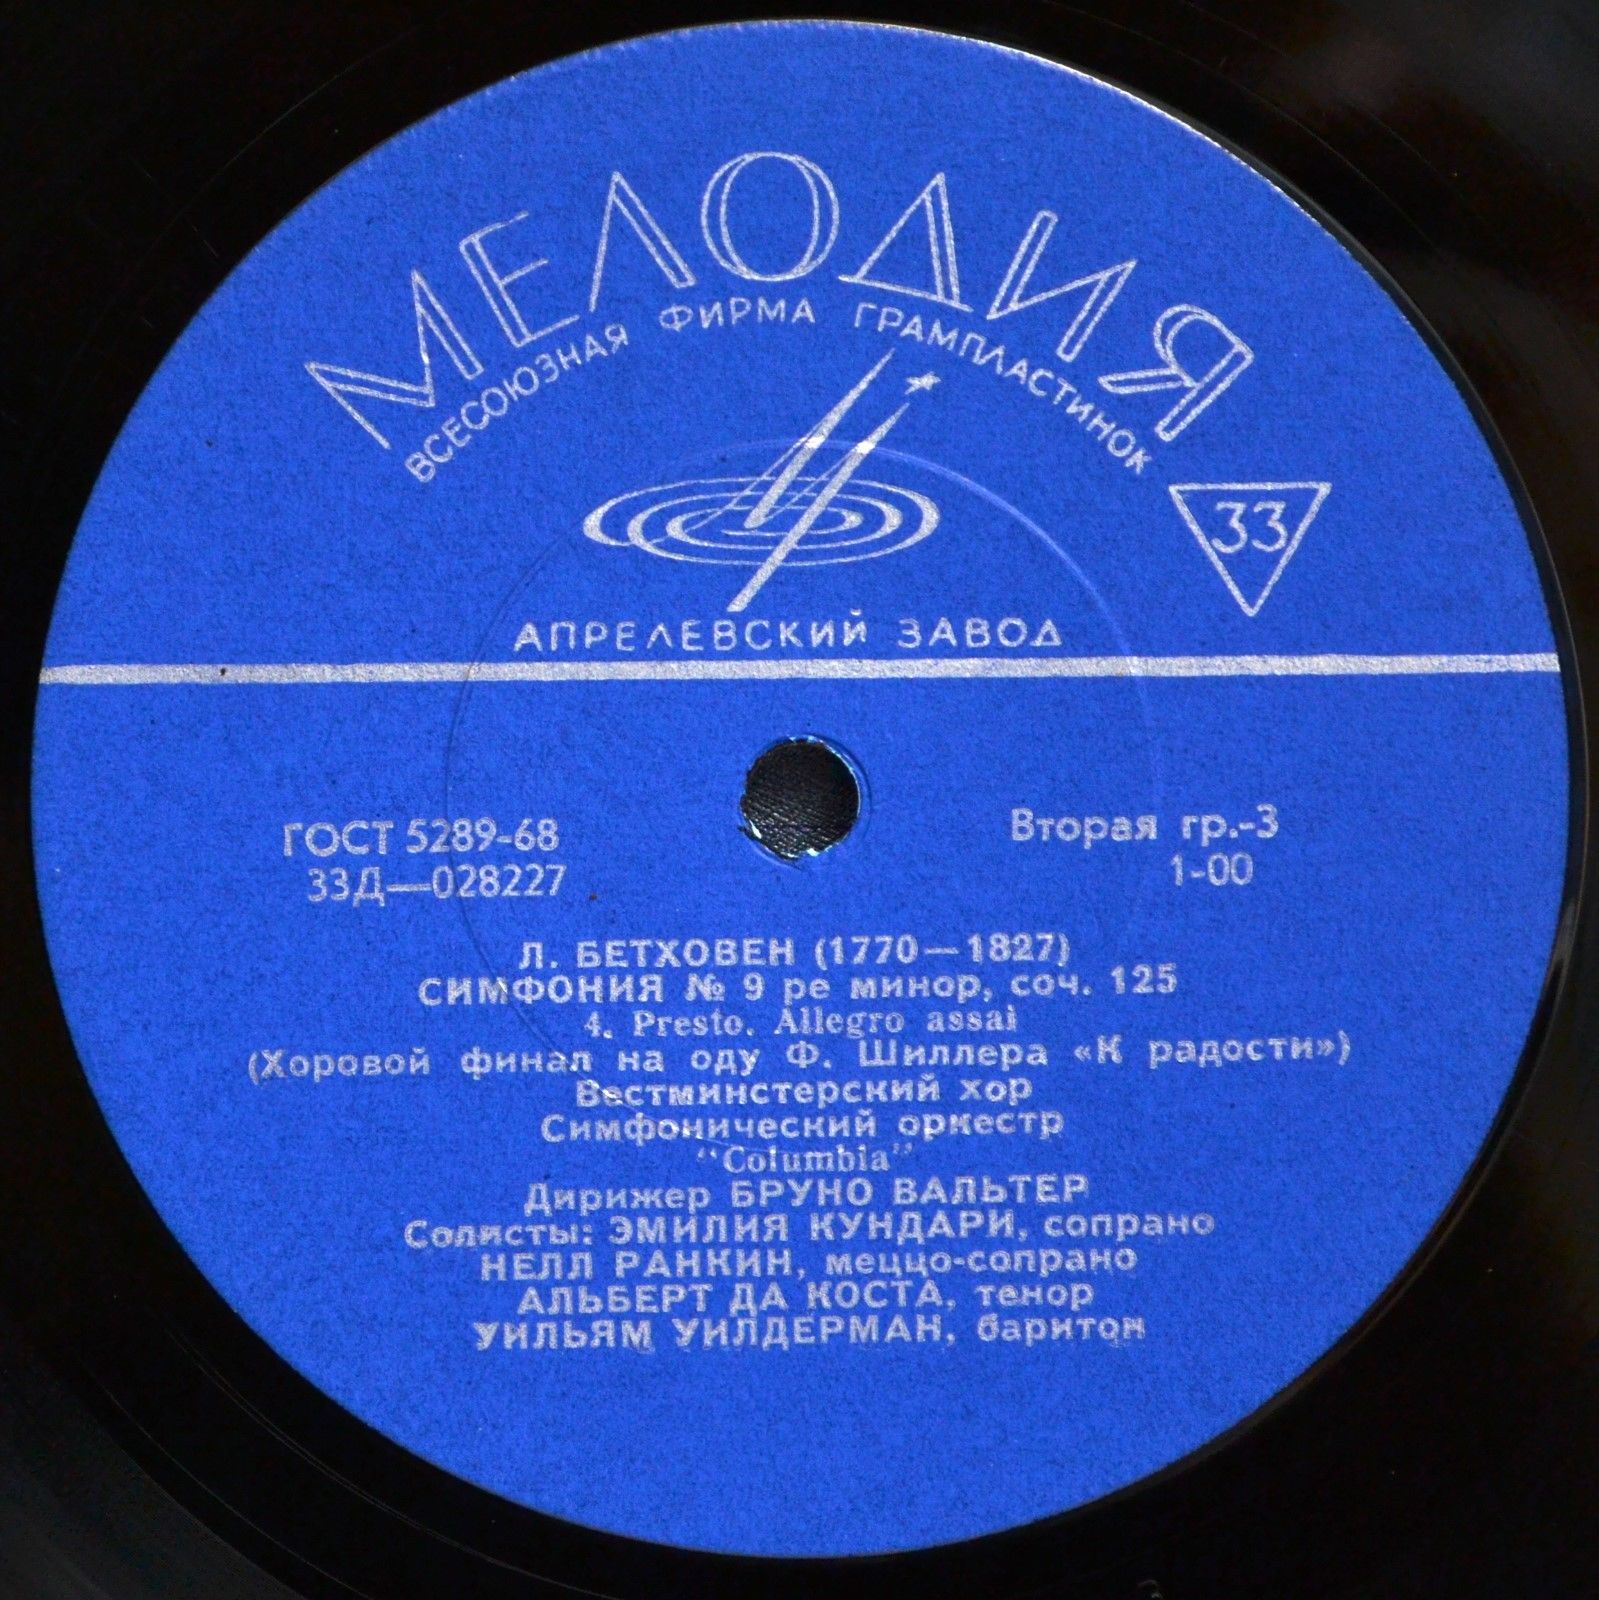 МЕЛОДИЯ
ВСЕСОЮЗНАЯ ФИРМА ГРАМПЛАСТИНОК
33
АПРЕЛЕВСКИЙ ЗАВОД
ГОСТ 5289-68
33Д—028227
Вторая гр.-3
1-00
Л. БЕТХОВЕН (1770—1827)
СИМФОНИЯ № 9 ре минор, соч. 125
4. Presto. Allegro assai
(Хоровой финал на оду Ф. Шиллера «К радости»)
Вестминстерский хор
Симфонический оркестр
"Columbia"
Дирижер БРУНО ВАЛЬТЕР
Солисты: ЭМИЛИЯ КУНДАРИ, сопрано
НЕЛЛ РАНКИН, меццо-сопрано
АЛЬБЕРТ ДА КОСТА, тенор
УИЛЬЯМ УИЛДЕРМАН, баритон